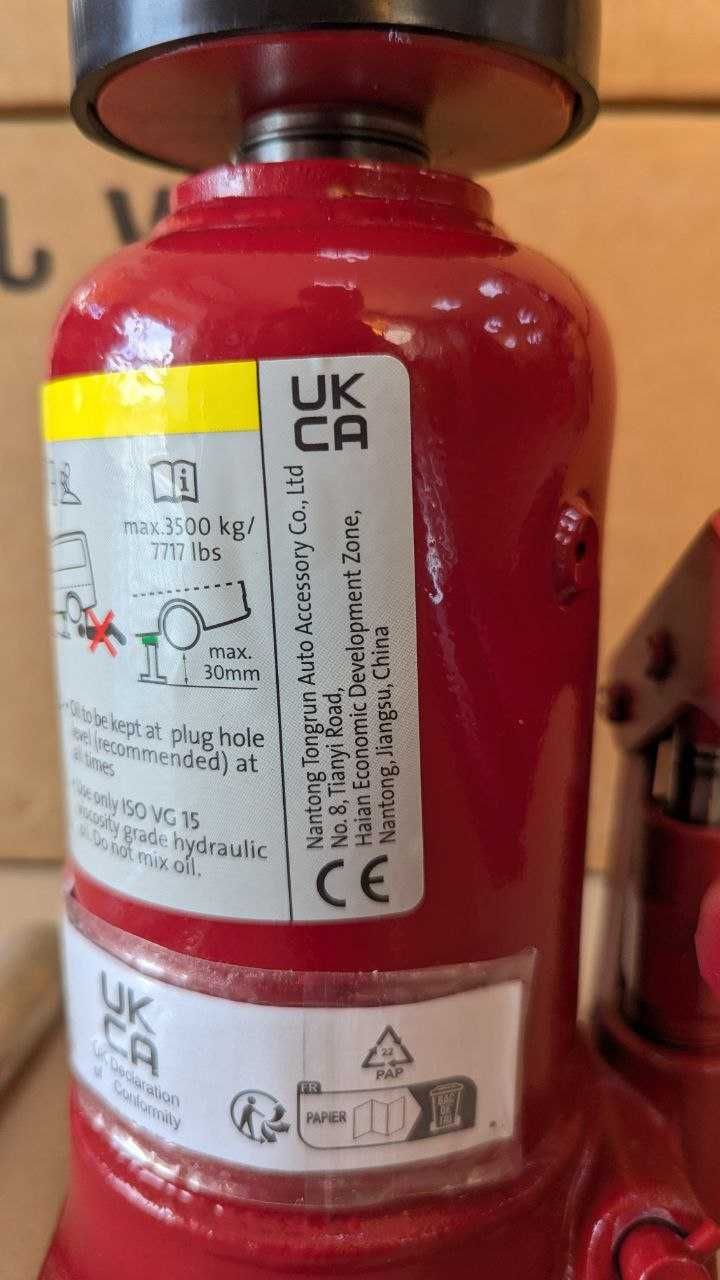 max.3500 kg/
7717 lbs
max.
30mm
Oil to be kept at plug hole
level (recommended) at
all times
Use only ISO VG 15
viscosity grade hydraulic
oil. Do not mix oil.
UK
CA
Nantong Tongrun Auto Accessory Co., Ltd
No. 8, Tianyi Road,
Haian Economic Development Zone,
Nantong, Jiangsu, China
CE
UK
CA
UK Declaration
of Conformity
22
PAP
FR
PAPIER
BAC
DE
TRI